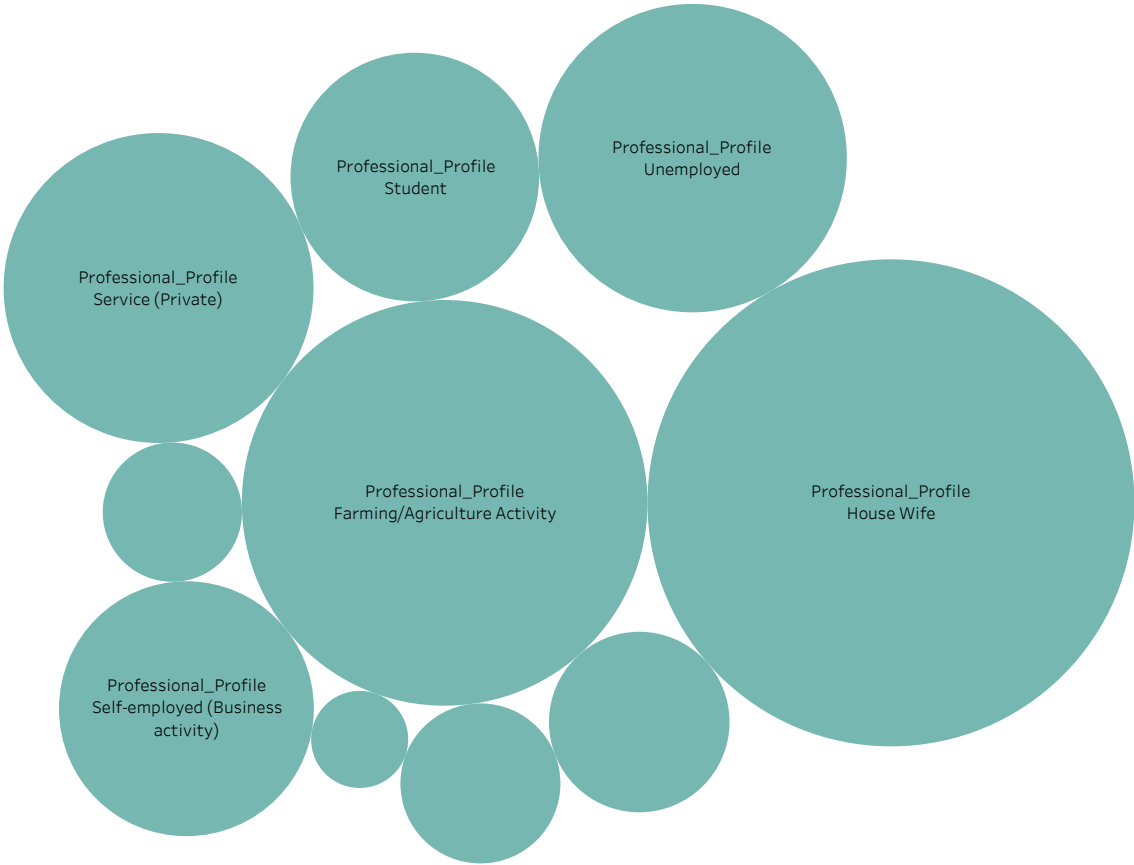 Professional_Profile
Unemployed
Professional_Profile
Student
Professional_Profile
Service (Private)
Professional_Profile
Farming/Agriculture Activity
Professional_Profile
House Wife
Professional_Profile
Self-employed (Business
activity)